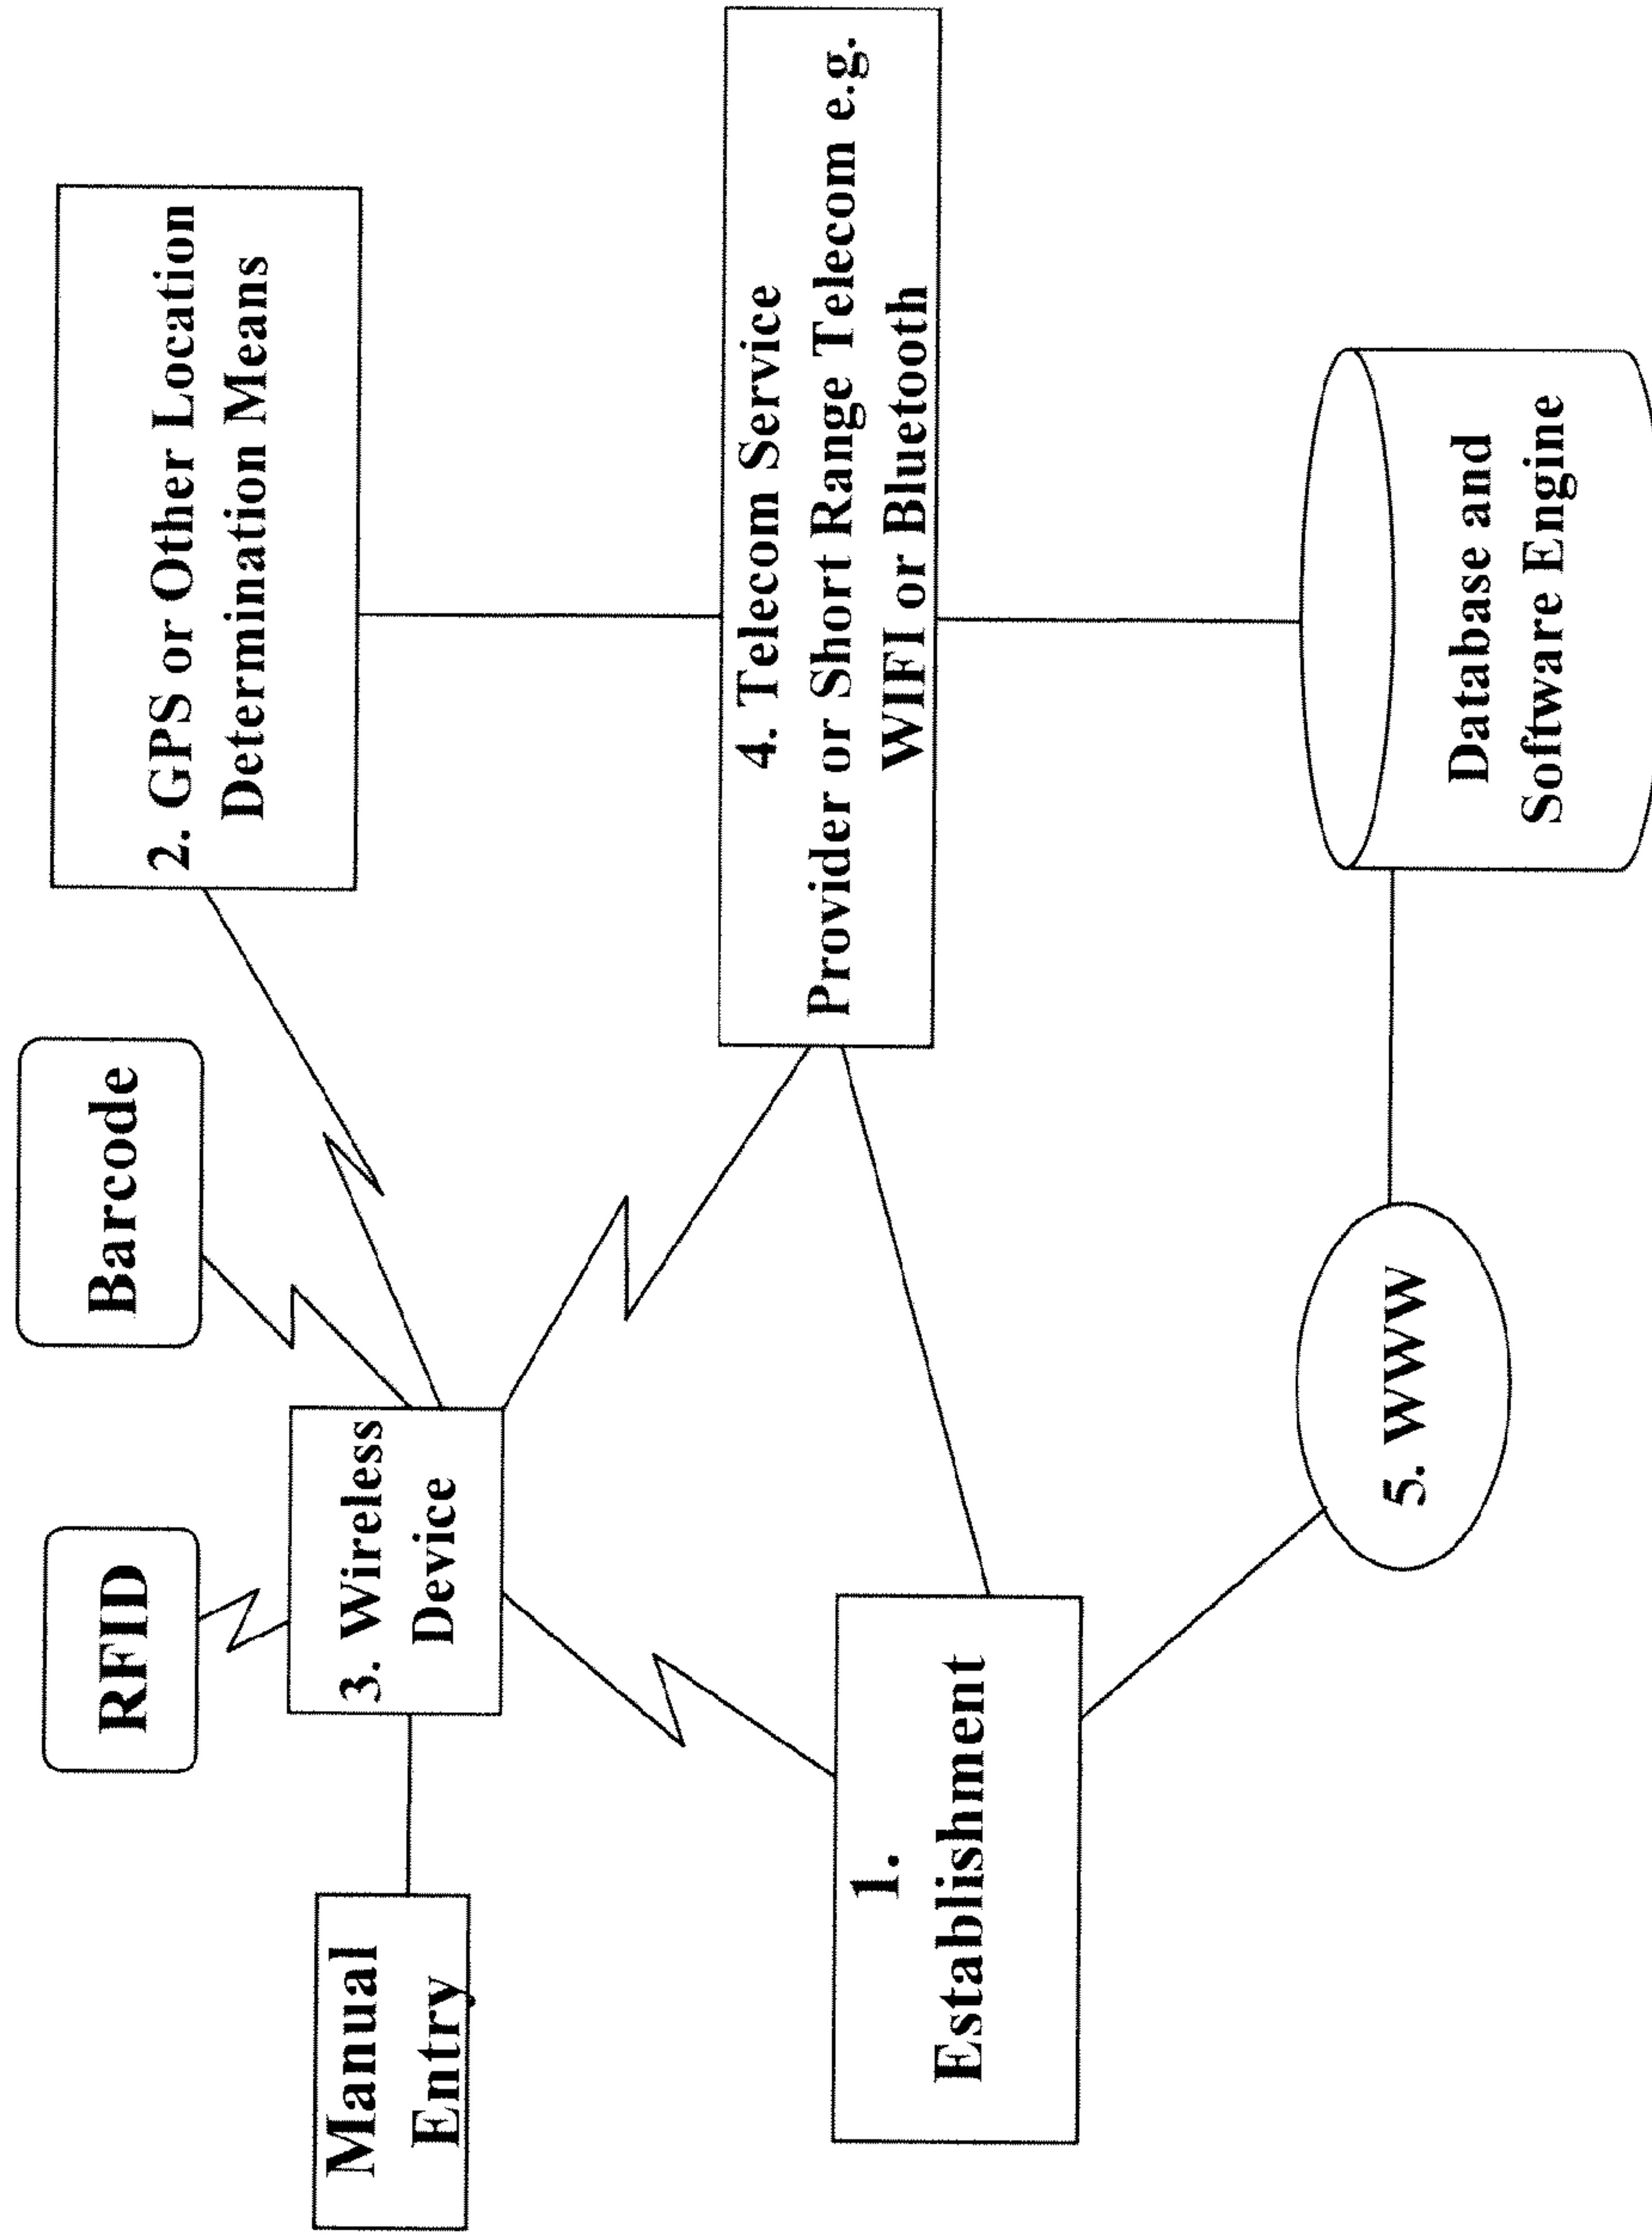 RFID
Barcode
2. GPS or Other Location
Determination Means
Manual
Entry
3. Wireless
Device
4. Telecom Service
Provider or Short Range Telecom e.g.
WIFI or Bluetooth
1.
Establishment
5. WWW
Database and
Software Engine